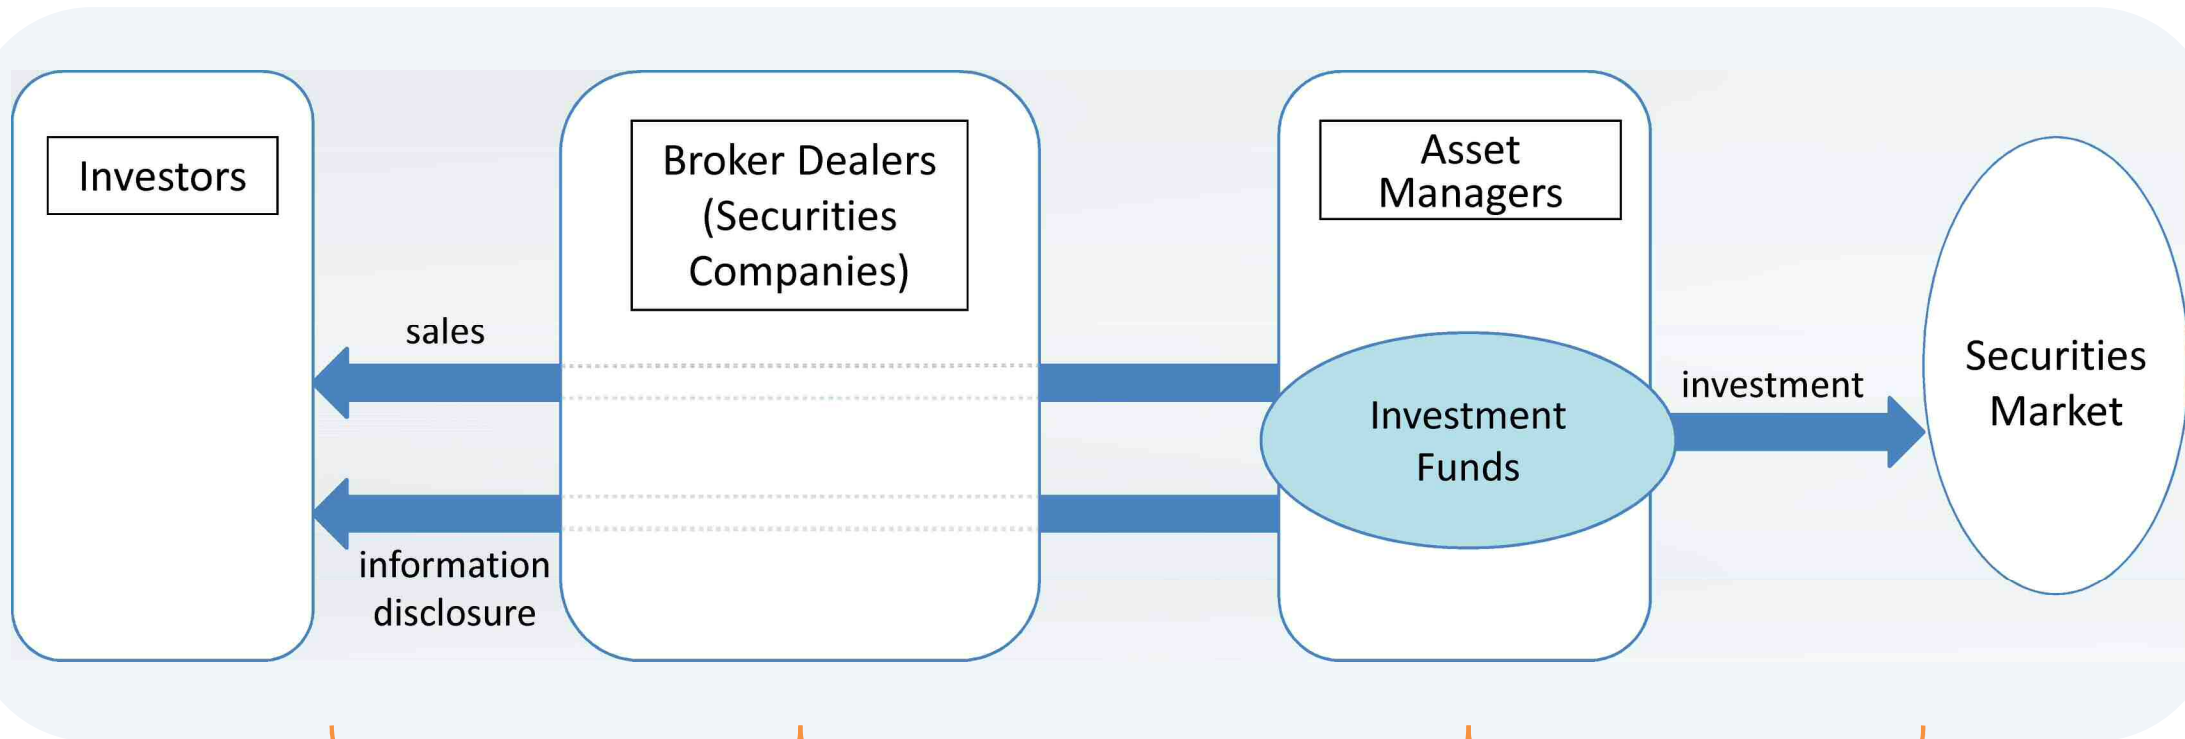 Investors
Broker Dealers
(Securities
Companies)
Asset
Managers
sales
information
disclosure
Investment
Funds
investment
Securities
Market